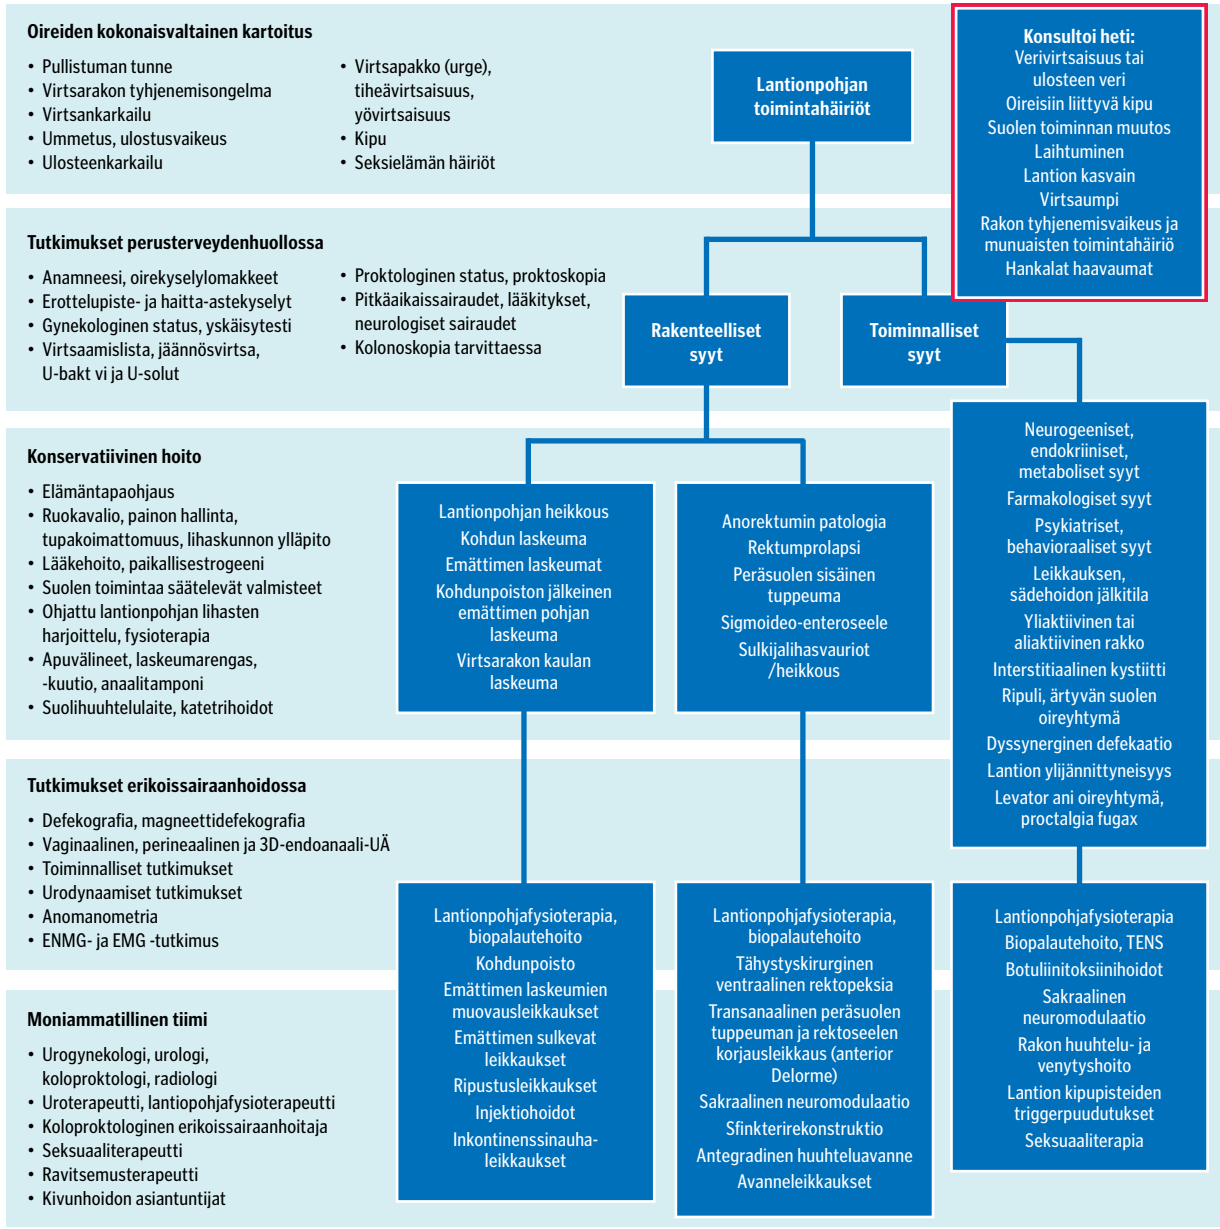 Oireiden kokonaisvaltainen kartoitus
• Pullistuman tunne
• Virtsarakon tyhjenemisongelma
• Virtsankarkailu
• Ummetus, ulostusvaikeus
• Ulosteenkarkailu
• Virtsapakko (urge),
tiheävirtsaisuus,
yövirtsaisuus
• Kipu
• Seksielämän häiriöt
Lantionpohjan
toimintahäiriöt
Konsultoi heti:
Verivirtsaisuus tai
ulosteen veri
Oireisiin liittyvä kipu
Suolen toiminnan muutos
Laihtuminen
Lantion kasvain
Virtsaumpi
Rakon tyhjenemisvaikeus ja
munuaisten toimintahäiriö
Hankalat haavaumat
Tutkimukset perusterveydenhuollossa
• Anamneesi, oirekyselylomakkeet
• Erottelupiste- ja haitta-astekyselyt
• Gynekologinen status, yskäisytesti
• Virtsaamislista, jäännösvirtsa,
U-bakt vi ja U-solut
• Proktologinen status, proktoskopia
• Pitkäaikaissairaudet, lääkitykset,
neurologiset sairaudet
• Kolonoskopia tarvittaessa
Rakenteelliset
syyt
Toiminnalliset
syyt
Konservatiivinen hoito
• Elämäntapaohjaus
• Ruokavalio, painon hallinta,
tupakoimattomuus, lihaskunnon ylläpito
• Lääkehoito, paikallisestrogeeni
• Suolen toimintaa säätelevät valmisteet
• Ohjattu lantionpohjan lihasten
harjoittelu, fysioterapia
• Apuvälineet, laskeumarengas,
-kuutio, anaalitamponi
• Suolihuuhtelulaite, katetrihoidot
Lantionpohjan heikkous
Kohdun laskeuma
Emättimen laskeumat
Kohdunpoiston jälkeinen
emättimen pohjan
laskeuma
Virtsarakon kaulan
laskeuma
Anorektumin patologia
Rektumprolapsi
Peräsuolen sisäinen
tuppeuma
Sigmoideo-enteroseele
Sulkijalihasvauriot
/heikkous
Neurogeeniset,
endokriiniset,
metaboliset syyt
Farmakologiset syyt
Psykiatriset,
behavioraaliset syyt
Leikkauksen,
sädehoidon jälkitila
Yliaktiivinen tai
aliaktiivinen rakko
Interstitiaalinen kystiitti
Ripuli, ärtyvän suolen
oireyhtymä
Dyssynerginen defekaatio
Lantion ylijännittyneisyys
Levator ani oireyhtymä,
proctalgia fugax
Tutkimukset erikoissairaanhoidossa
• Defekografia, magneettidefekografia
• Vaginaalinen, perineaalinen ja 3D-endoanaali-UÄ
• Toiminnalliset tutkimukset
• Urodynaamiset tutkimukset
• Anomanometria
• ENMG- ja EMG -tutkimus
Moniammatillinen tiimi
• Urogynekologi, urologi,
koloproktologi, radiologi
• Uroterapeutti, lantiopohjafysioterapeutti
• Koloproktologinen erikoissairaanhoitaja
• Seksuaaliterapeutti
• Ravitsemusterapeutti
• Kivunhoidon asiantuntijat
Lantionpohjafysioterapia,
biopalautehoito
Kohdunpoisto
Emättimen laskeumien
muovausleikkaukset
Emättimen sulkevat
leikkaukset
Ripustusleikkaukset
Injektiohoidot
Inkontinenssinauha-
leikkaukset
Lantionpohjafysioterapia,
biopalautehoito
Tähystyskirurginen
ventraalinen rektopeksia
Transanaalinen peräsuolen
tuppeuman ja rektoseelen
korjausleikkaus (anterior
Delorme)
Sakraalinen neuromodulaatio
Sfinkterirekonstruktio
Antegradinen huuhteluavanne
Avanneleikkaukset
Lantionpohjafysioterapia
Biopalautehoito, TENS
Botuliinitoksiinihoidot
Sakraalinen
neuromodulaatio
Rakon huuhtelu- ja
venytyshoito
Lantion kipupisteiden
triggerpuudutukset
Seksuaaliterapia